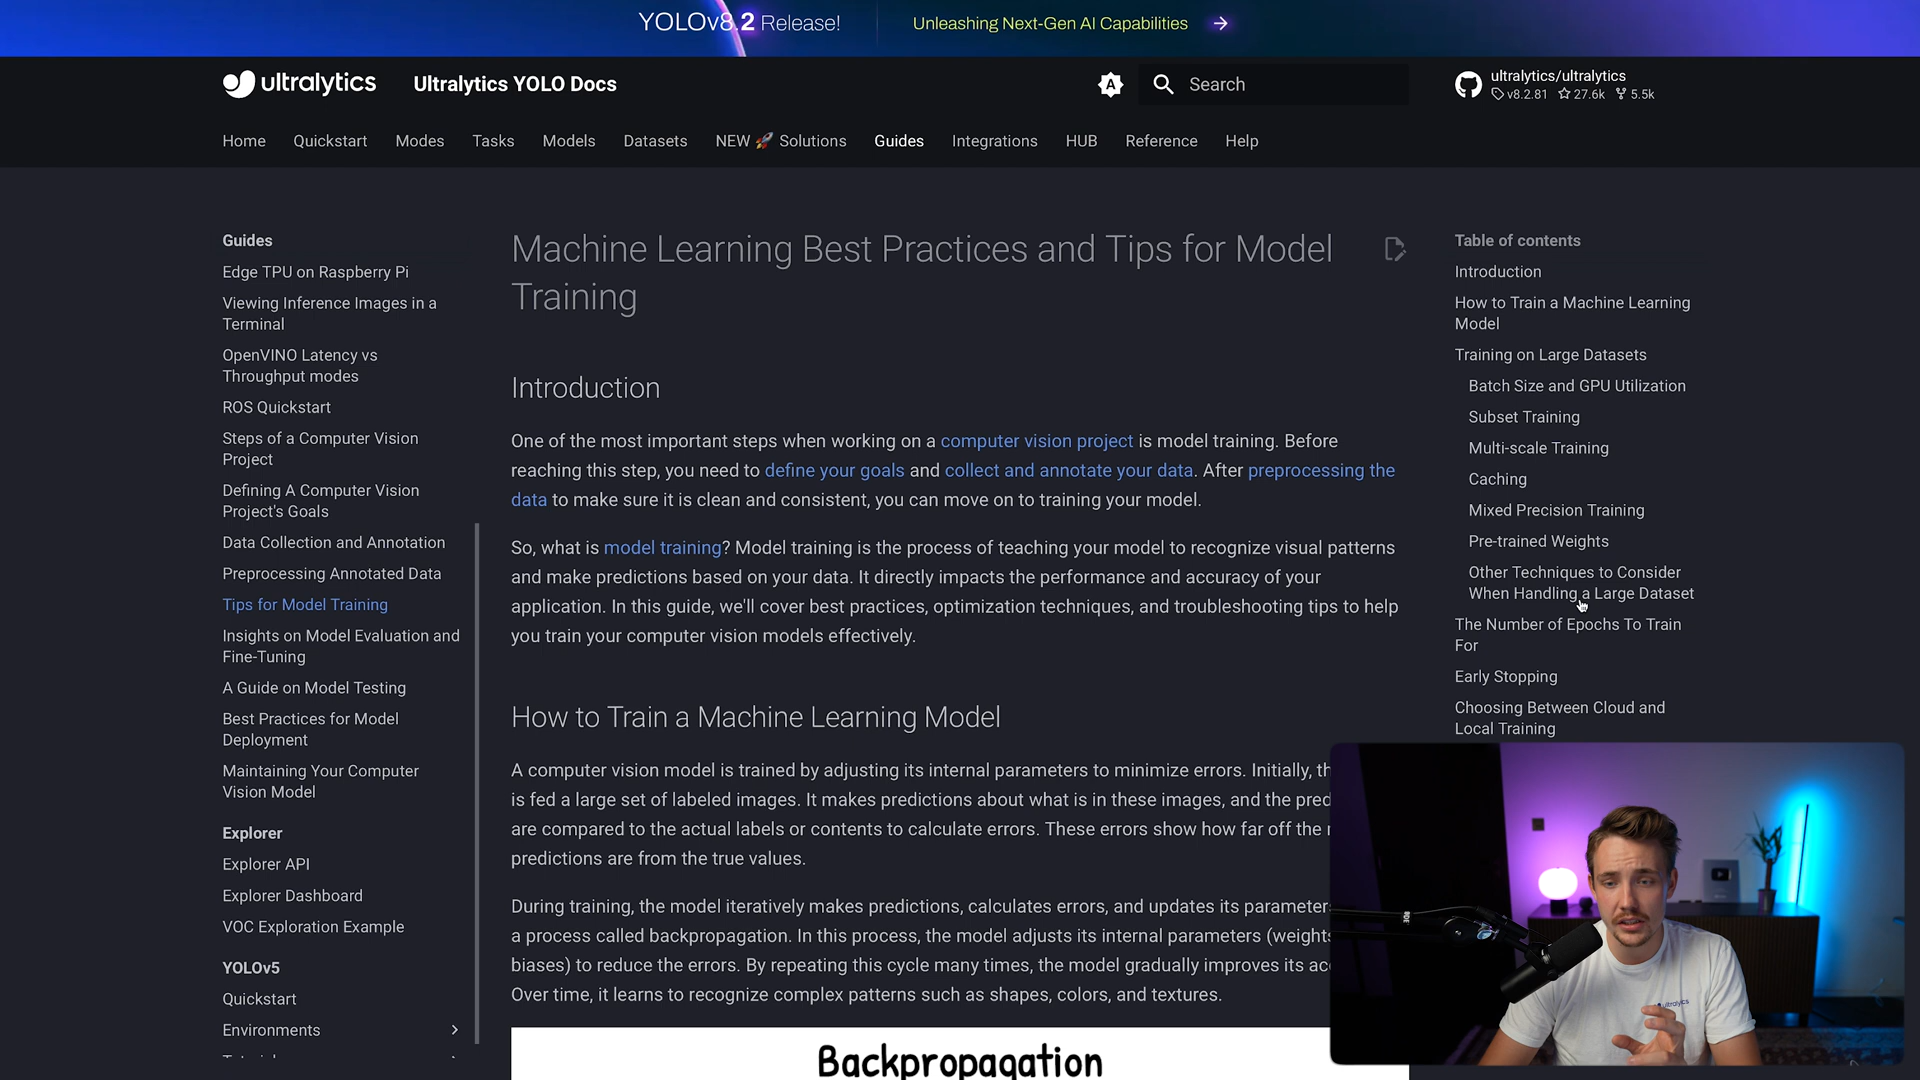 YOLOv8.2 Release!
Unleashing Next-Gen AI Capabilities →
ultralytics
Ultralytics YOLO Docs
Search
ultralytics/ultralytics
v8.2.81 27.6k 5.5k
Home Quickstart Modes Tasks Models Datasets NEW 🚀 Solutions Guides Integrations HUB Reference Help
Guides
Edge TPU on Raspberry Pi
Viewing Inference Images in a
Terminal
OpenVINO Latency vs
Throughput modes
ROS Quickstart
Steps of a Computer Vision
Project
Defining A Computer Vision
Project's Goals
Data Collection and Annotation
Preprocessing Annotated Data
Tips for Model Training
Insights on Model Evaluation and
Fine-Tuning
A Guide on Model Testing
Best Practices for Model
Deployment
Maintaining Your Computer
Vision Model
Explorer
Explorer API
Explorer Dashboard
VOC Exploration Example
YOLOv5
Quickstart
Environments
Machine Learning Best Practices and Tips for Model
Training
Introduction
One of the most important steps when working on a computer vision project is model training. Before
reaching this step, you need to define your goals and collect and annotate your data. After preprocessing the
data to make sure it is clean and consistent, you can move on to training your model.
So, what is model training? Model training is the process of teaching your model to recognize visual patterns
and make predictions based on your data. It directly impacts the performance and accuracy of your
application. In this guide, we'll cover best practices, optimization techniques, and troubleshooting tips to help
you train your computer vision models effectively.
How to Train a Machine Learning Model
A computer vision model is trained by adjusting its internal parameters to minimize errors. Initially, th
is fed a large set of labeled images. It makes predictions about what is in these images, and the pred
are compared to the actual labels or contents to calculate errors. These errors show how far off the
predictions are from the true values.
During training, the model iteratively makes predictions, calculates errors, and updates its parameter
a process called backpropagation. In this process, the model adjusts its internal parameters (weights
biases) to reduce the errors. By repeating this cycle many times, the model gradually improves its ac
Over time, it learns to recognize complex patterns such as shapes, colors, and textures.
Backpropagation
Table of contents
Introduction
How to Train a Machine Learning
Model
Training on Large Datasets
Batch Size and GPU Utilization
Subset Training
Multi-scale Training
Caching
Mixed Precision Training
Pre-trained Weights
Other Techniques to Consider
When Handling a Large Dataset
The Number of Epochs To Train
For
Early Stopping
Choosing Between Cloud and
Local Training
RØDE
ultralytics